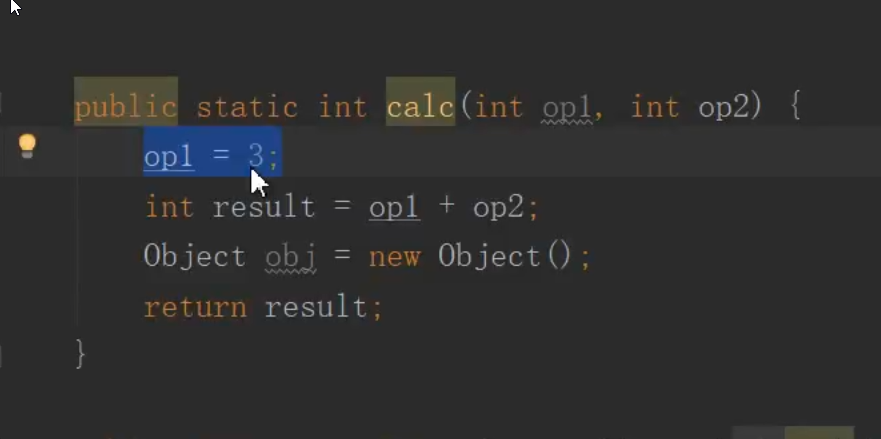 public static int calc(int op1, int op2) {
op1 = 3;
int result = op1 + op2;
Object obj = new Object();
return result;
}